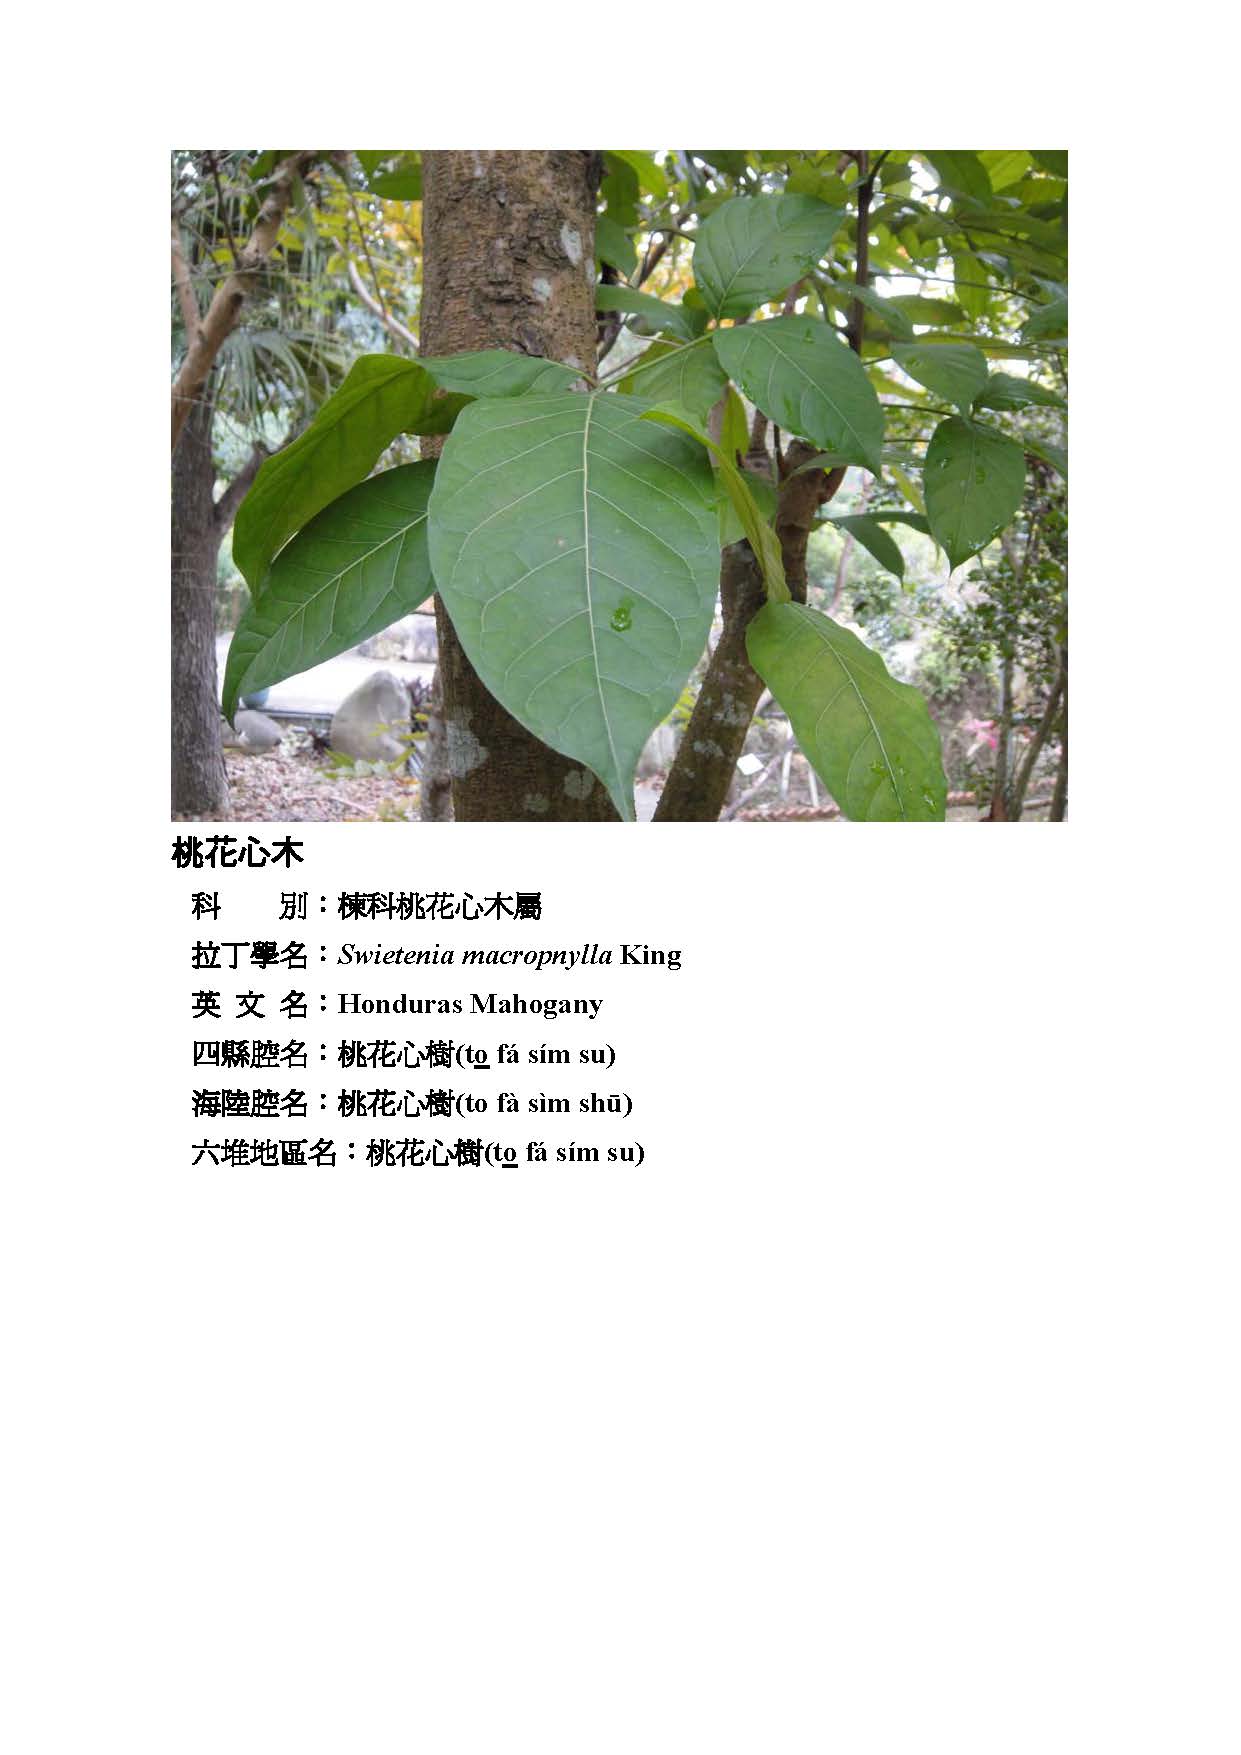 桃花心木
科　　別：楝科桃花心木屬
拉丁學名：Swietenia macropnylla King
英 文 名：Honduras Mahogany
四縣腔名：桃花心樹(to fá sím su)
海陸腔名：桃花心樹(to fà sìm shū)
六堆地區名：桃花心樹(to fá sím su)